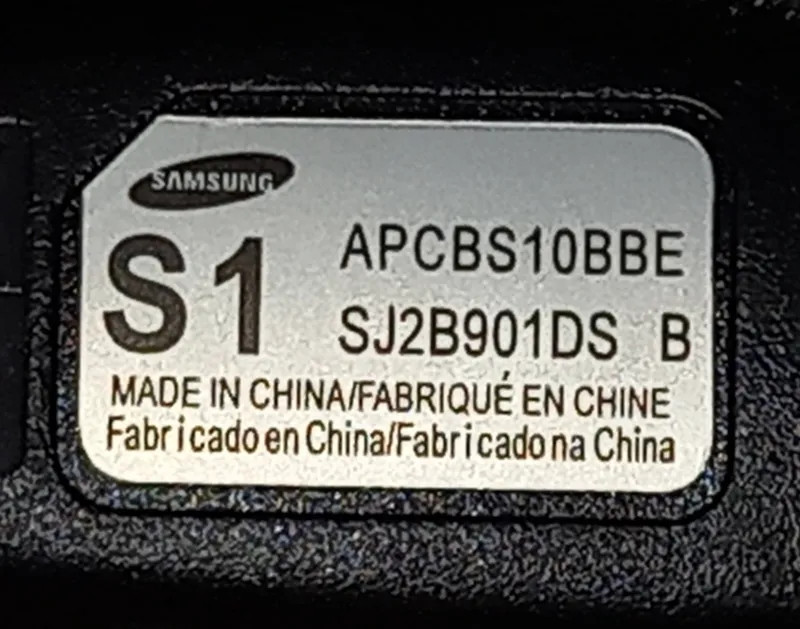 SAMSUNG
S1
APCBS10BBE
SJ2B901DS B
MADE IN CHINA/FABRIQUÉ EN CHINE
Fabricado en China/Fabricado na China